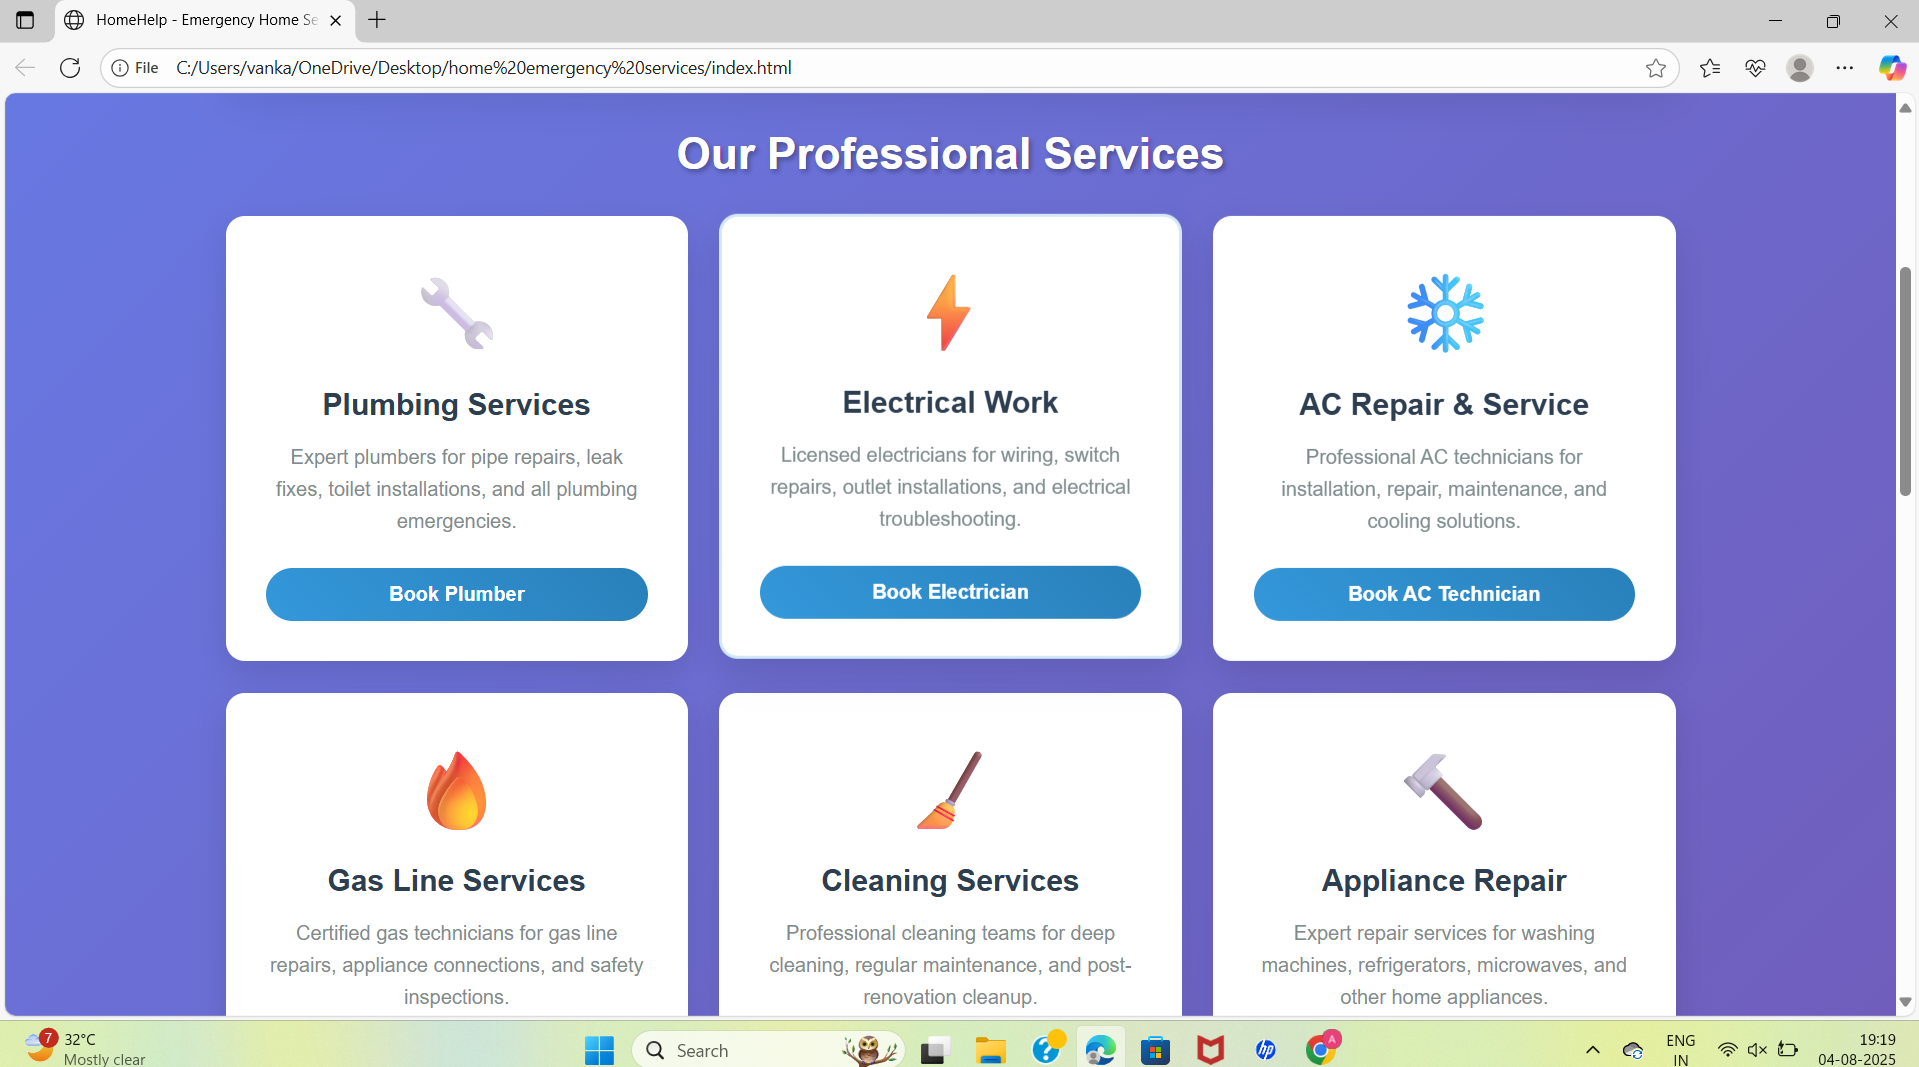 HomeHelp - Emergency Home Se
File C:/Users/vanka/OneDrive/Desktop/home%20emergency%20services/index.html
Our Professional Services
Plumbing Services
Expert plumbers for pipe repairs, leak
fixes, toilet installations, and all plumbing
emergencies.
Book Plumber
Electrical Work
Licensed electricians for wiring, switch
repairs, outlet installations, and electrical
troubleshooting.
Book Electrician
AC Repair & Service
Professional AC technicians for
installation, repair, maintenance, and
cooling solutions.
Book AC Technician
Gas Line Services
Certified gas technicians for gas line
repairs, appliance connections, and safety
inspections.
Cleaning Services
Professional cleaning teams for deep
cleaning, regular maintenance, and post-
renovation cleanup.
Appliance Repair
Expert repair services for washing
machines, refrigerators, microwaves, and
other home appliances.
7
32°C
Mostly clear
Search
hp
A
ENG
IN
19:19
04-08-2025